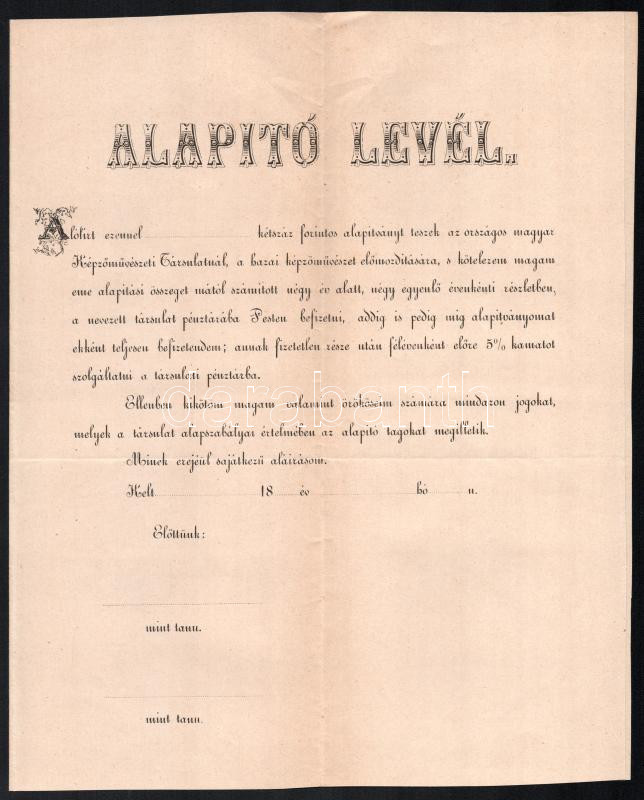 ALAPITÓ LEVÉL.
Alólirt ezennel kétszáz forintos alapitványt teszek az országos magyar
Képzőművészeti Társulatnál, a hazai képzőművészet előmozditására, s kötelezem magam
eme alapitási összeget mától számitott négy év alatt, négy egyenlő évenkénti részletben,
a nevezett társulat pénztárába Pesten befizetni, addig is pedig mig alapitványomat
ekként teljesen befizetendem; annak fizetetlen része után félévenként előre 5% kamatot
szolgáltatni a társulati pénztárba.
Ellenben kikötöm magam valamint örököseim számára mindazon jogokat,
melyek a társulat alapszabályai értelmében az alapitó tagokat megilletik.
Minek erejéül sajátkezű aláirásom.
Kelt 18 év hó n.
Előttünk:
mint tanu.
mint tanu.
darabanth